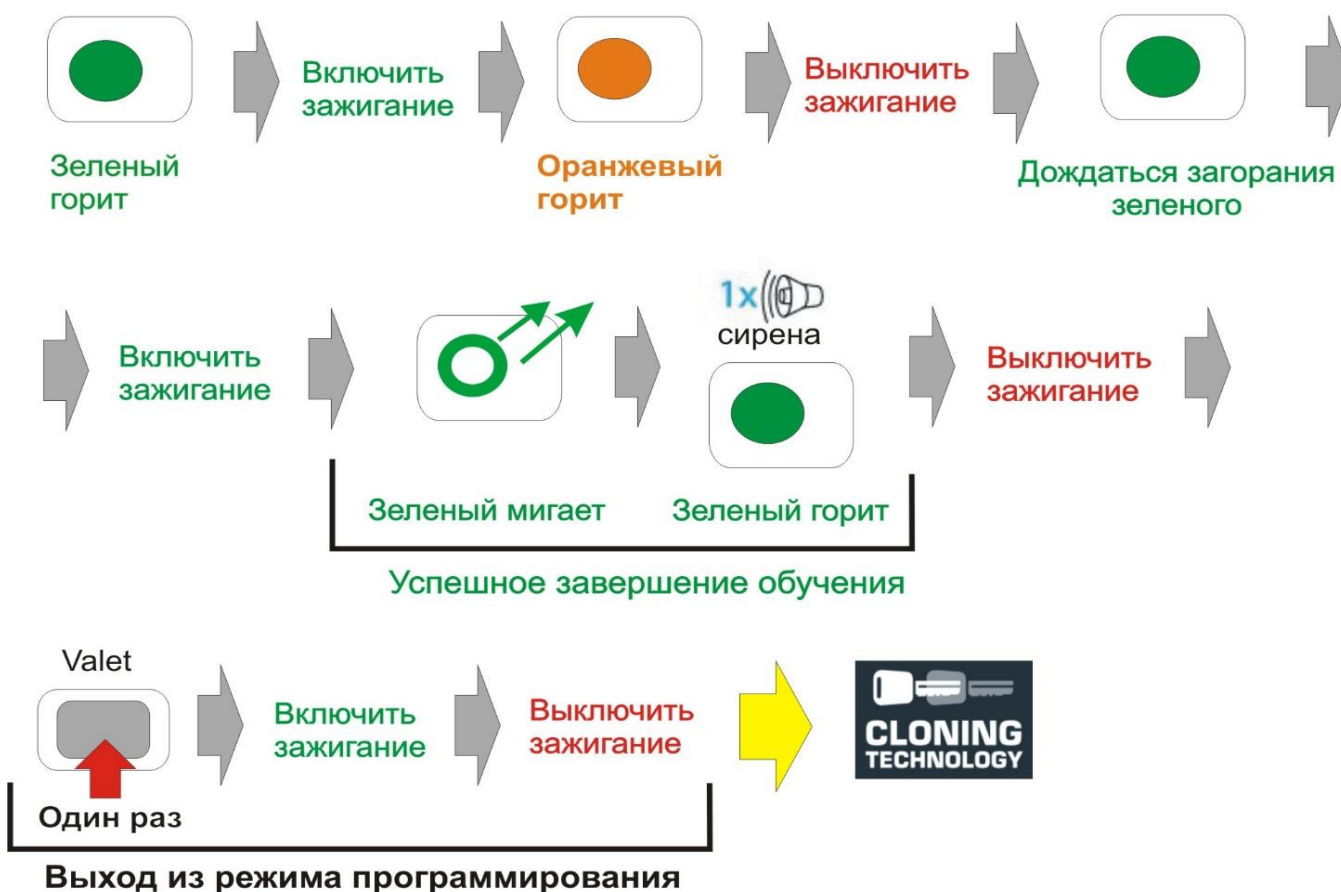 Включить
зажигание
Выключить
зажигание
Зеленый
горит
Оранжевый
горит
Дождаться загорания
зеленого
1x
сирена
Включить
зажигание
Выключить
зажигание
Зеленый мигает
Зеленый горит
Успешное завершение обучения
Valet
Включить
зажигание
Выключить
зажигание
CLONING
TECHNOLOGY
Один раз
Выход из режима программирования